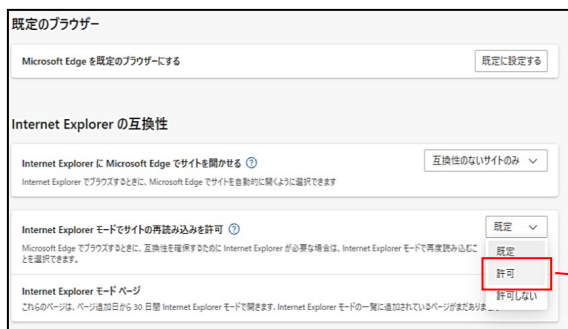 既定のブラウザー
Microsoft Edge を既定のブラウザーにする
既定に設定する
Internet Explorer の互換性
Internet Explorer に Microsoft Edge でサイトを開かせる
互換性のないサイトのみ
Internet Explorer でブラウズするときに、Microsoft Edge でサイトを自動的に開くように選択できます
Internet Explorer モードでサイトの再読み込みを許可
既定
Microsoft Edge でブラウズするときに、互換性を確保するために Internet Explorer が必要な場合は、Internet Explorer モードで再度読み込むこ
とを選択できます。
既定
許可
許可しない
Internet Explorer モード ページ
これらのページは、ページ追加日から 30 日間 Internet Explorer モードで開きます. Internet Explorer モードの一覧に追加されているページがまだありま